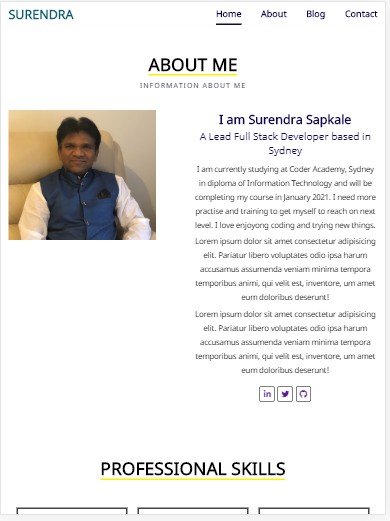 SURENDRA
Home About Blog Contact
ABOUT ME
INFORMATION ABOUT ME
I am Surendra Sapkale
A Lead Full Stack Developer based in
Sydney
I am currently studying at Coder Academy, Sydney
in diploma of Information Technology and will be
completing my course in January 2021. I need more
practise and training to get myself to reach on next
level. I love enjoyong coding and trying new things.
Lorem ipsum dolor sit amet consectetur adipisicing
elit. Pariatur libero voluptates odio ipsa harum
accusamus assumenda veniam minima tempora
temporibus animi, qui velit est, inventore, um amet
eum doloribus deserunt!
Lorem ipsum dolor sit amet consectetur adipisicing
elit. Pariatur libero voluptates odio ipsa harum
accusamus assumenda veniam minima tempora
temporibus animi, qui velit est, inventore, um amet
eum doloribus deserunt!
in
PROFESSIONAL SKILLS